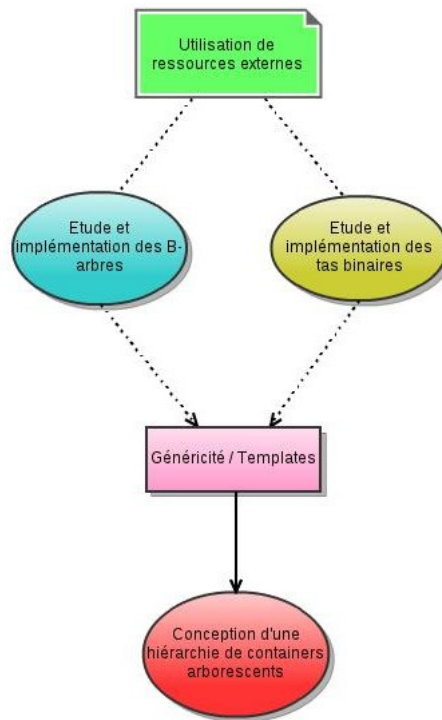 Utilisation de
ressources externes
Etude et
implémentation des B-
arbres
Etude et
implémentation des
tas binaires
Généricité / Templates
Conception d'une
hiérarchie de containers
arborescents